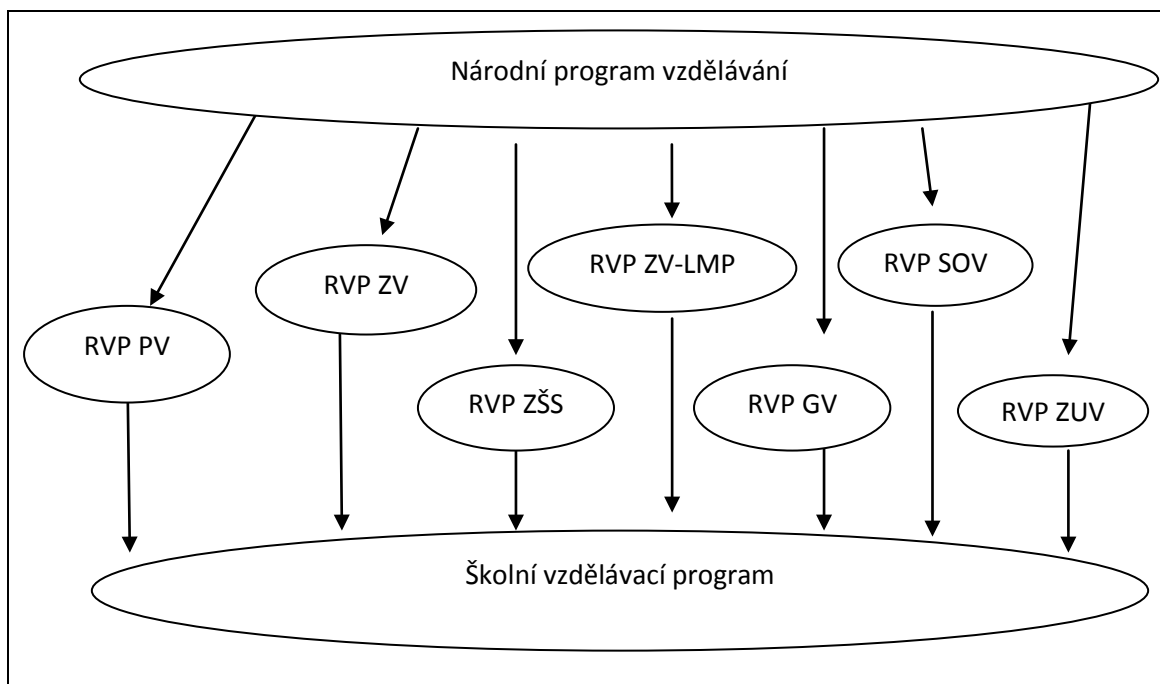 Národní program vzdělávání
RVP ZV-LMP
RVP SOV
RVP ZV
RVP PV
RVP ZŠS
RVP GV
RVP ZUV
Školní vzdělávací program